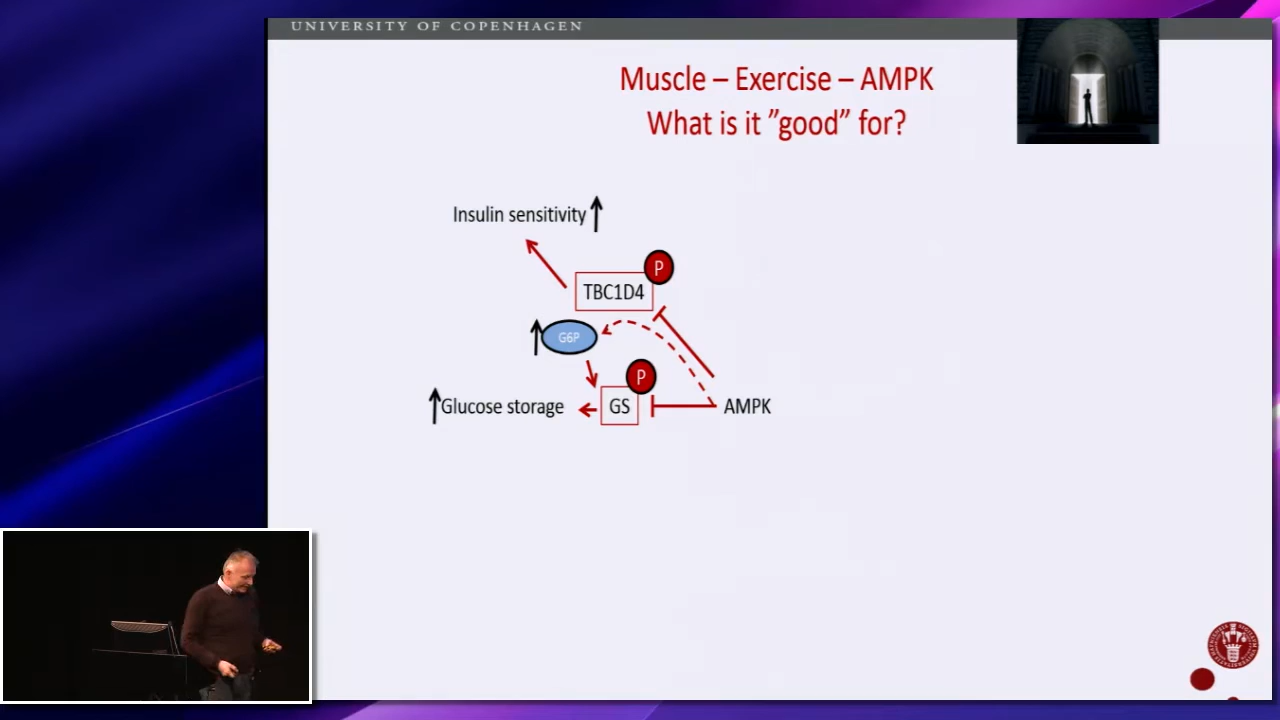 UNIVERSITY OF COPENHAGEN
Muscle – Exercise – AMPK
What is it ”good” for?
Insulin sensitivity
P
TBC1D4
G6P
P
Glucose storage
GS
AMPK